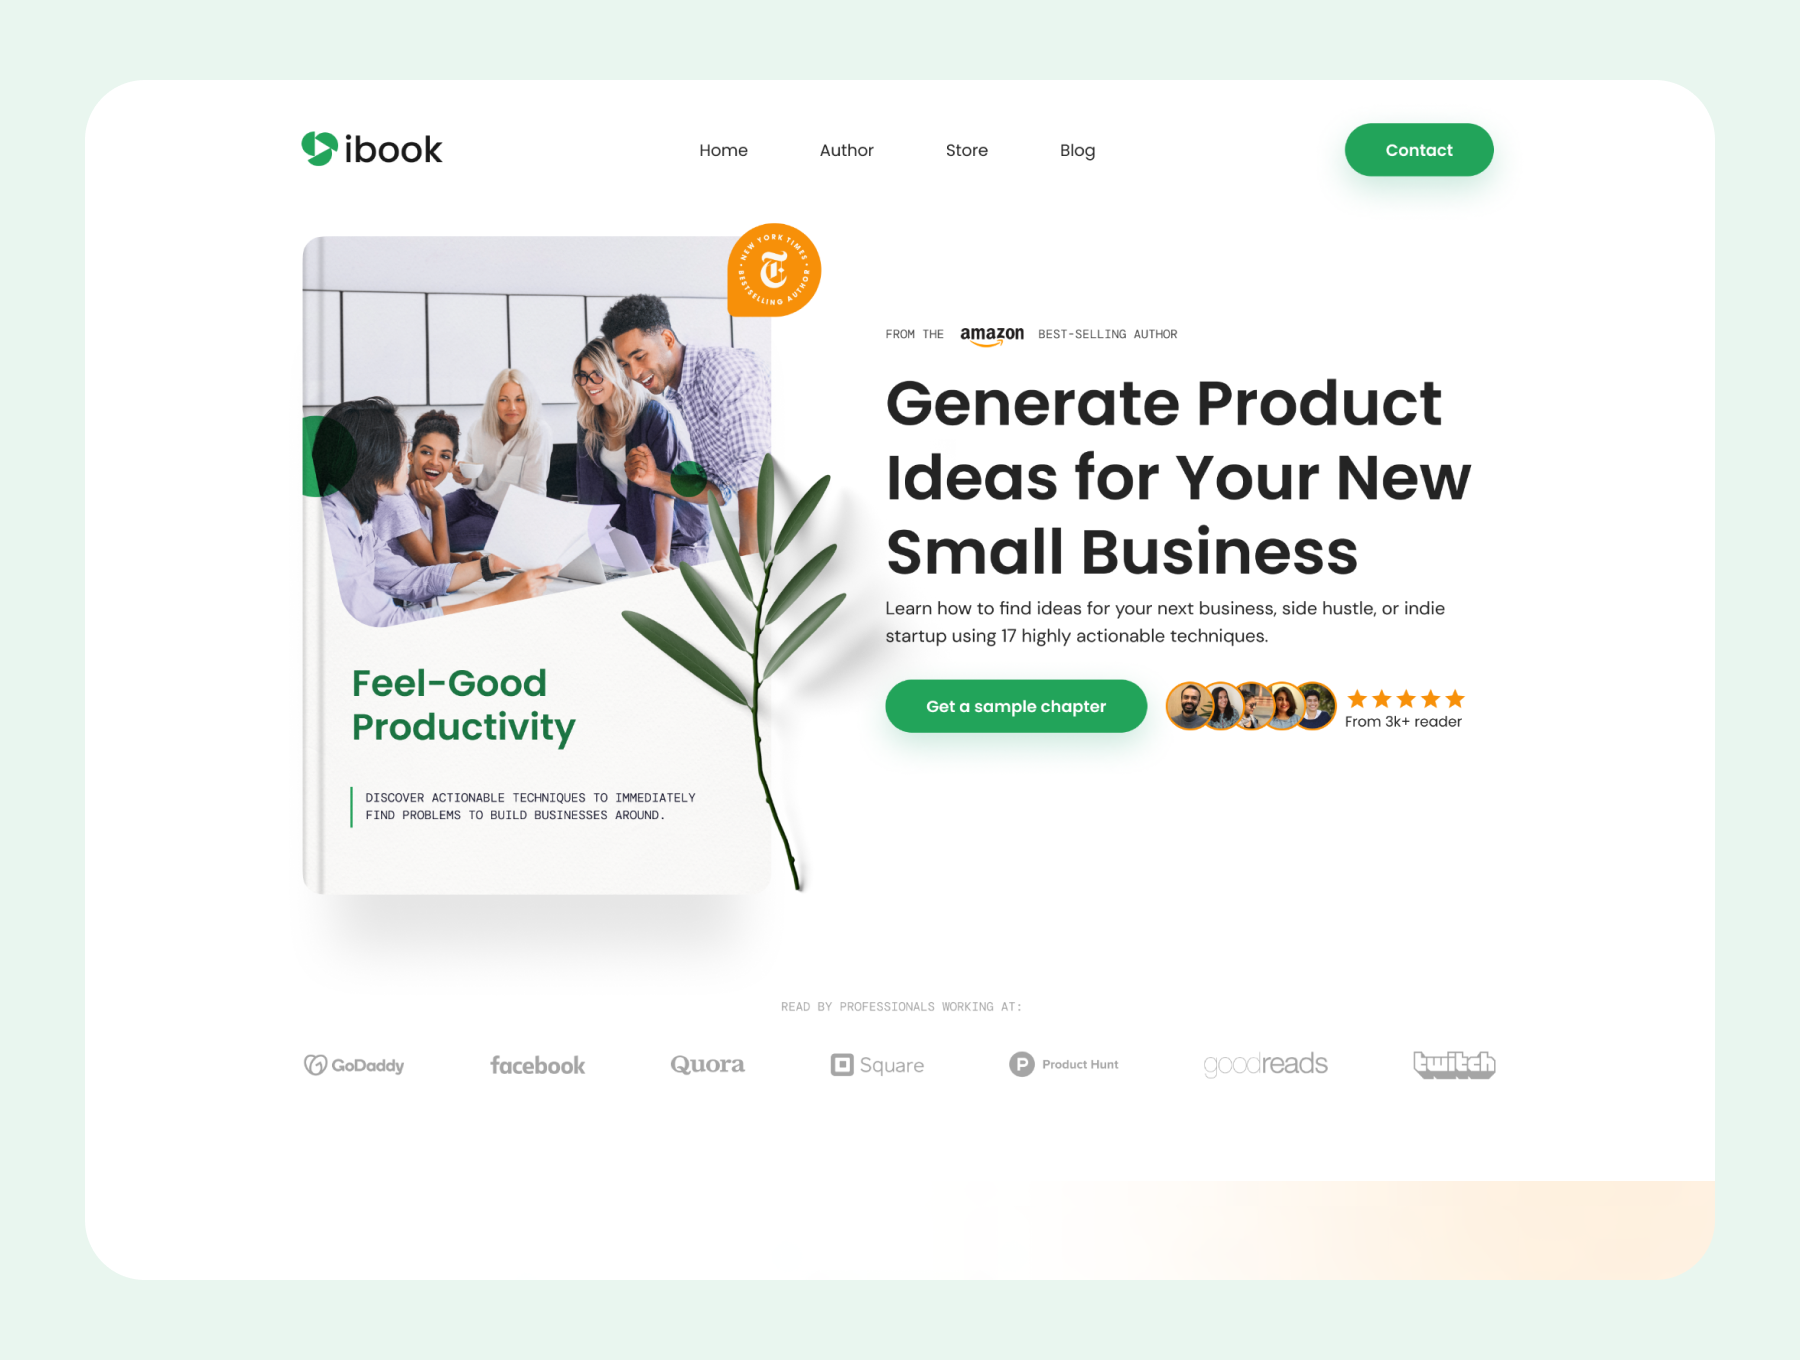 ibook
Home
Author
Store
Blog
Contact
NEW YORK TIMES
BESTSELLING AUTHOR
T
FROM THE amazon BEST-SELLING AUTHOR
Generate Product
Ideas for Your New
Small Business
Learn how to find ideas for your next business, side hustle, or indie
startup using 17 highly actionable techniques.
Get a sample chapter
From 3k+ reader
Feel-Good
Productivity
DISCOVER ACTIONABLE TECHNIQUES TO IMMEDIATELY
FIND PROBLEMS TO BUILD BUSINESSES AROUND.
READ BY PROFESSIONALS WORKING AT:
GoDaddy
facebook
Quora
Square
P Product Hunt
goodreads
twitch